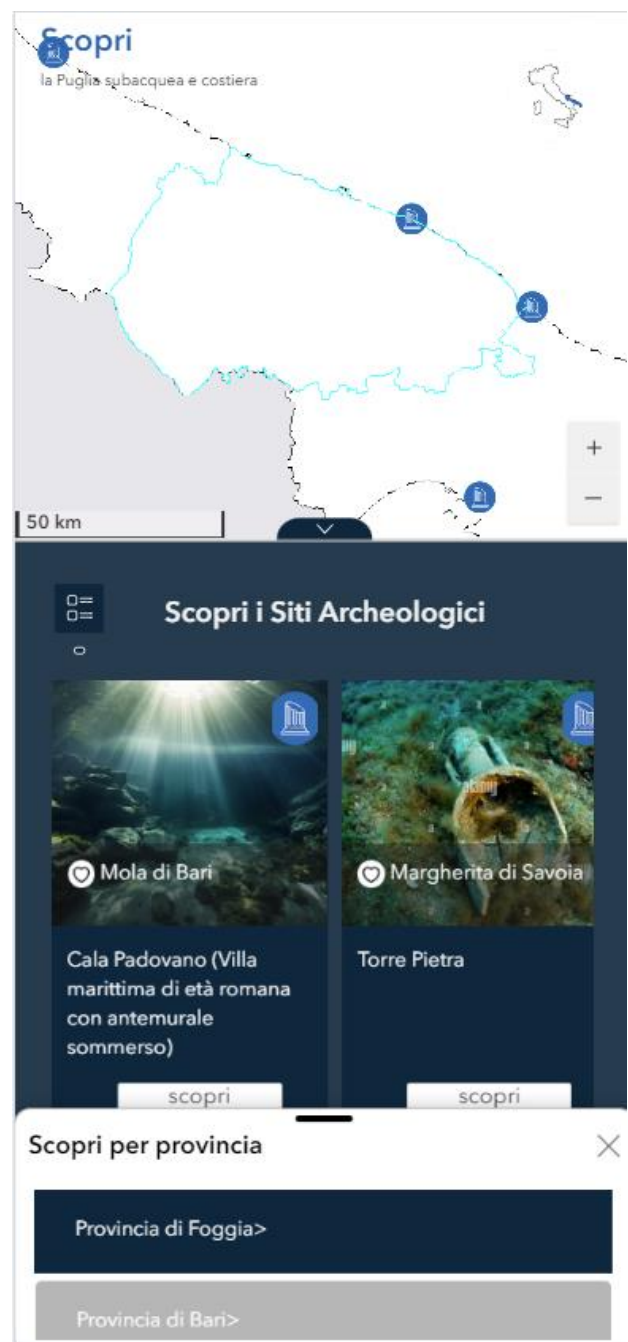 Scopri
la Puglia subacquea e costiera
+
−
50 km
Scopri i Siti Archeologici
Mola di Bari
Margherita di Savoia
alamy
Cala Padovano (Villa
marittima di età romana
con antemurale
sommerso)
Torre Pietra
scopri
scopri
Scopri per provincia
Provincia di Foggia>
Provincia di Bari>